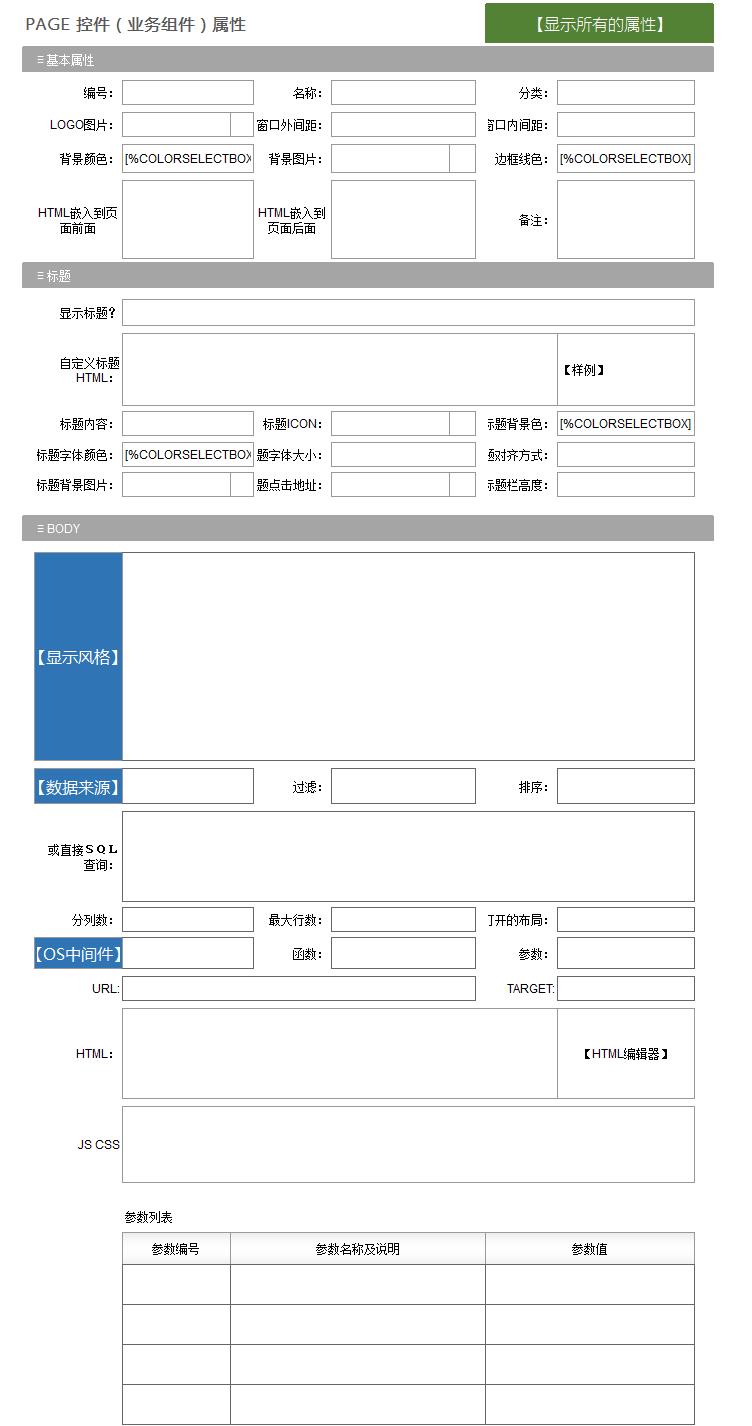 PAGE 控件（业务组件）属性
【显示所有的属性】
≡ 基本属性
编号：
名称：
分类：
LOGO图片：
窗口外间距：
窗口内间距：
背景颜色：
[%COLORSELECTBOX
背景图片：
边框线色：
[%COLORSELECTBOX]
HTML嵌入到页
面前面
HTML嵌入到
页面后面
备注：
≡ 标题
显示标题？
自定义标题
HTML：
【样例】
标题内容：
标题ICON：
标题背景色：
[%COLORSELECTBOX]
标题字体颜色：
[%COLORSELECTBOX
题字体大小：
对齐方式：
标题背景图片：
题点击地址：
标题栏高度：
≡ BODY
【显示风格】
【数据来源】
过滤：
排序：
或直接ＳＱＬ
查询：
分列数：
最大行数：
打开的布局：
【OS中间件】
函数：
参数：
URL:
TARGET:
HTML：
【HTML编辑器】
JS CSS
参数列表
参数编号
参数名称及说明
参数值